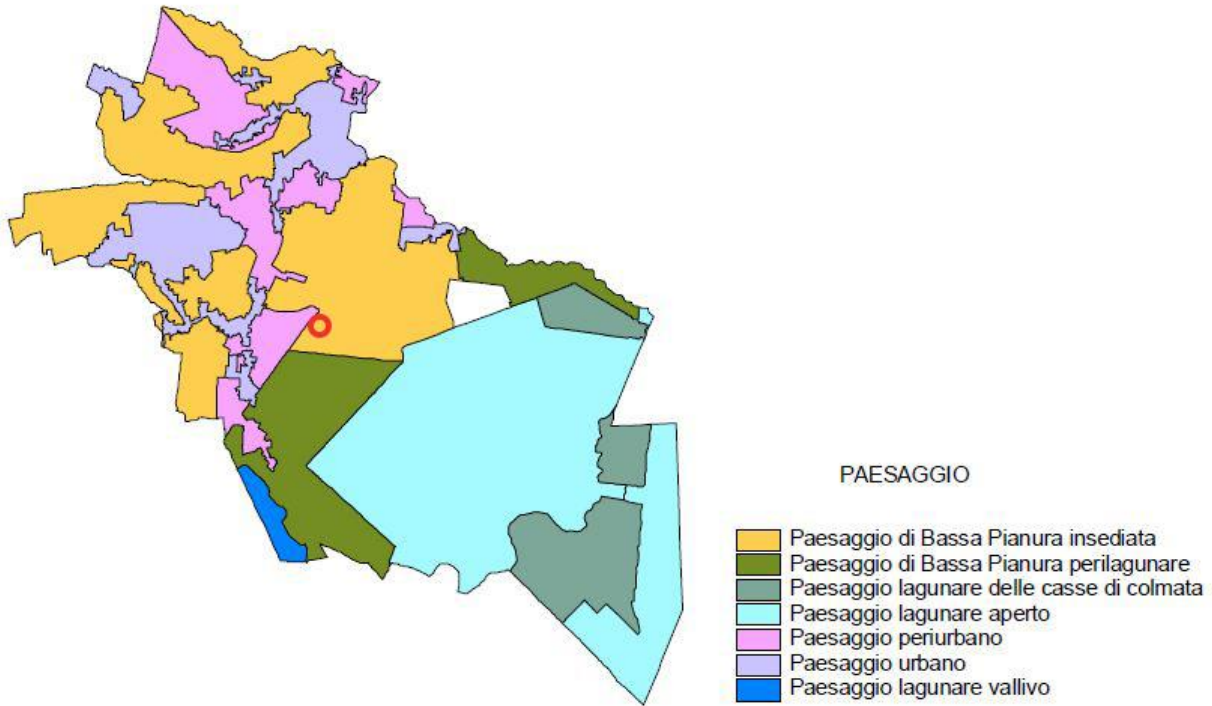 PAESAGGIO
Paesaggio di Bassa Pianura insediata
Paesaggio di Bassa Pianura perilagunare
Paesaggio lagunare delle casse di colmata
Paesaggio lagunare aperto
Paesaggio periurbano
Paesaggio urbano
Paesaggio lagunare vallivo